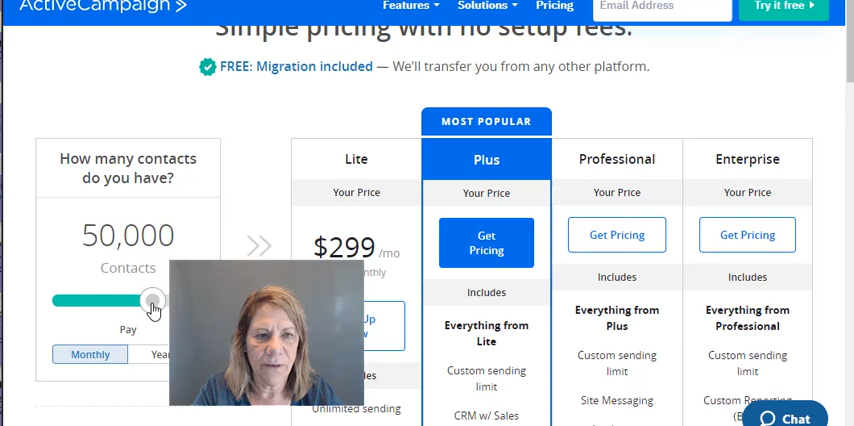 ActiveCampaign >
Features
Solutions
Pricing
Email Address
Try it free
Simple pricing with no setup fees.
FREE: Migration included — We'll transfer you from any other platform.
MOST POPULAR
How many contacts
do you have?
50,000
Contacts
Pay
Monthly
Lite
Your Price
$299 /mo
Plus
Your Price
Get
Pricing
Includes
Everything from
Lite
Custom sending
limit
CRM w/ Sales
Professional
Your Price
Get Pricing
Includes
Everything from
Plus
Custom sending
limit
Site Messaging
Enterprise
Your Price
Get Pricing
Includes
Everything from
Professional
Custom sending
limit
Custom Reporting
Unlimited sending
Chat